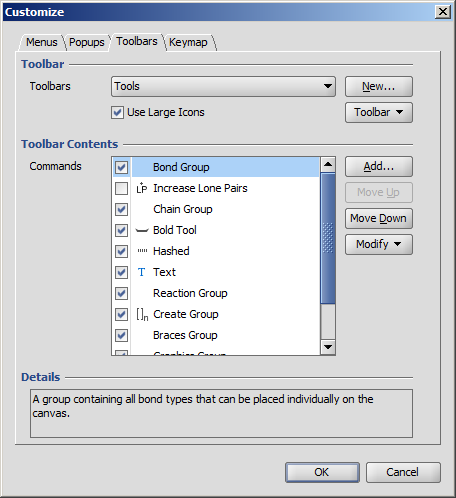 Customize
Menus Popups Toolbars Keymap
Toolbar
Toolbars Tools New...
Use Large Icons Toolbar
Toolbar Contents
Commands Bond Group Add...
Increase Lone Pairs Move Up
Chain Group Move Down
Bold Tool Modify
Hashed
T Text
Reaction Group
[]n Create Group
Braces Group
Graphics Group
Details
A group containing all bond types that can be placed individually on the
canvas.
OK Cancel